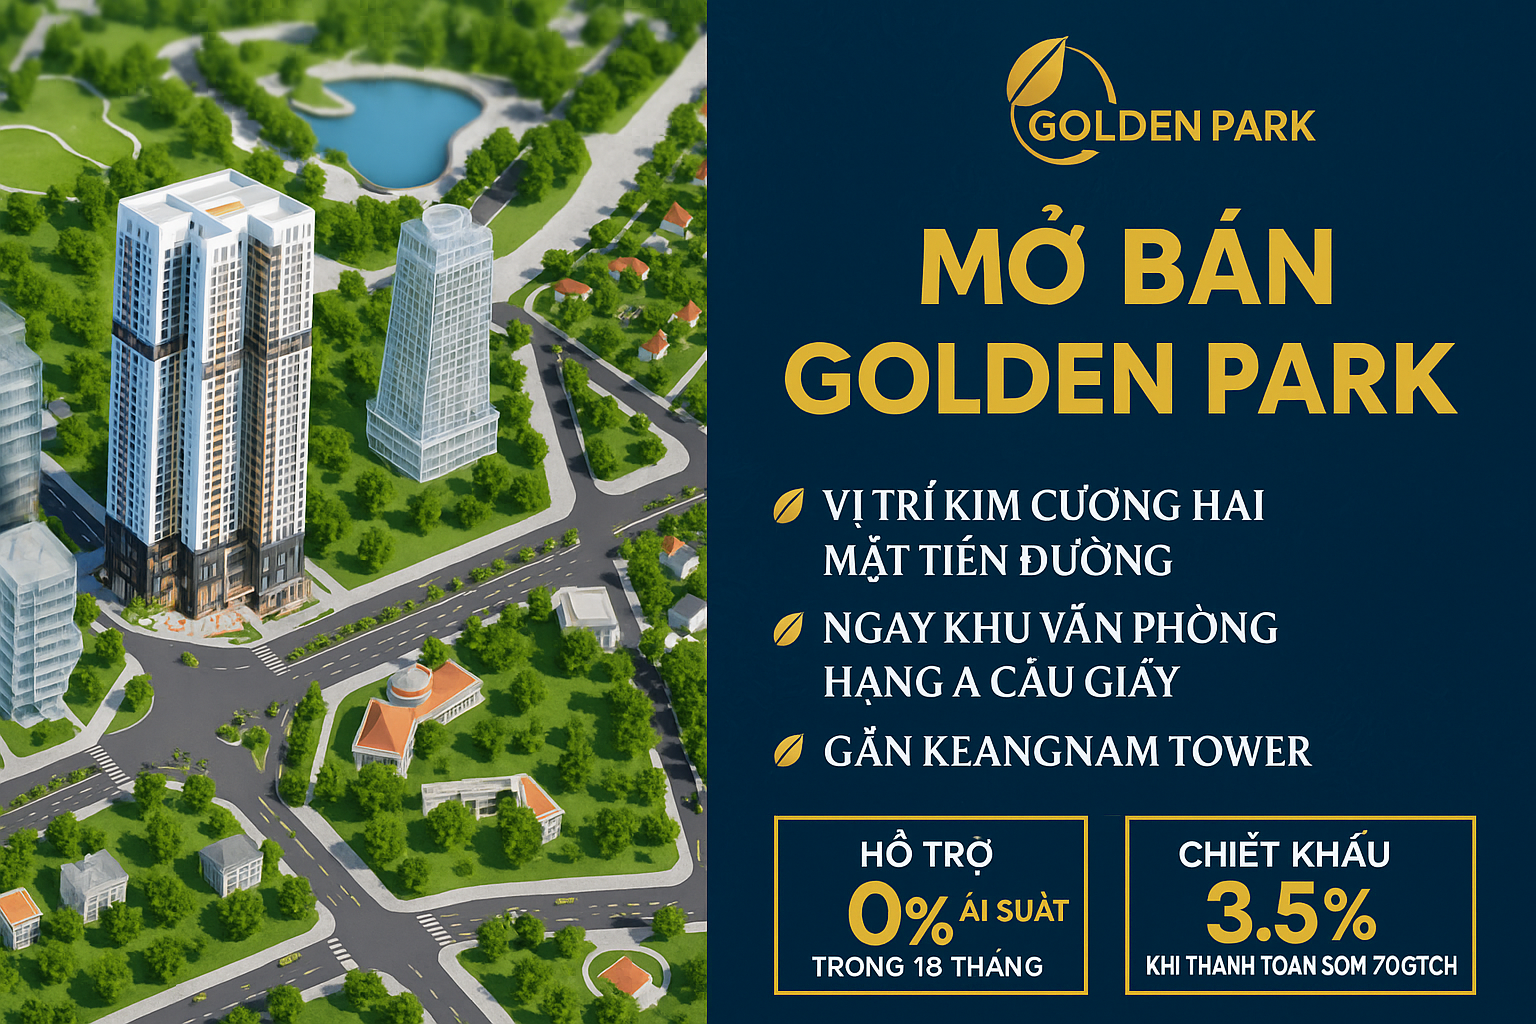 GOLDEN PARK
MỞ BÁN
GOLDEN PARK
VỊ TRÍ KIM CƯƠNG HAI
MẶT TIẾN ĐƯỜNG
NGAY KHU VĂN PHÒNG
HẠNG A CẦU GIẤY
GẦN KEANGNAM TOWER
HỖ TRỢ
0% ÁI SUẤT
TRONG 18 THÁNG
CHIẾT KHẤU
3.5%
KHI THANH TOAN SOM 70GTCH